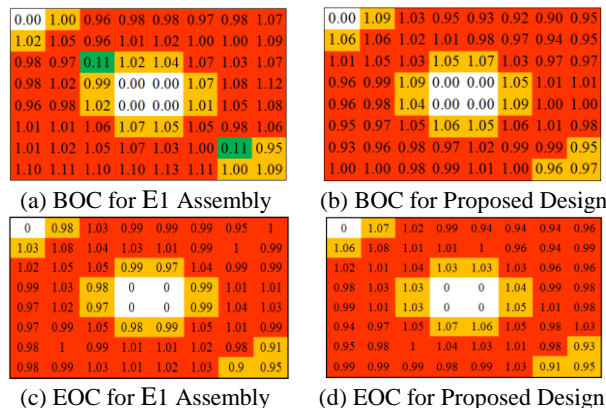 0.00 1.00 0.96 0.98 0.98 0.97 0.98 1.07
1.02 1.05 0.96 1.01 1.02 1.00 1.00 1.09
0.98 0.97 0.11 1.02 1.04 1.07 1.03 1.07
0.98 1.02 0.99 0.00 0.00 1.07 1.08 1.12
0.96 0.98 1.02 0.00 0.00 1.01 1.05 1.08
1.01 1.01 1.06 1.07 1.05 1.05 0.98 1.06
1.01 1.02 1.05 1.07 1.05 1.00 0.11 0.95
1.10 1.11 1.10 1.10 1.13 1.11 1.00 1.09
(a) BOC for E1 Assembly
0.00 1.09 1.03 0.95 0.93 0.92 0.90 0.95
1.06 1.06 1.02 1.01 0.98 0.97 0.94 0.95
1.01 1.05 1.03 1.05 1.07 1.03 0.97 0.97
0.96 0.99 1.09 0.00 0.00 1.05 1.01 1.01
0.96 0.98 1.04 0.00 0.00 1.09 1.00 1.00
0.95 0.97 1.05 1.06 1.05 1.06 1.01 0.98
0.93 0.96 0.98 1.00 1.02 0.99 0.99 0.95
1.00 1.00 0.98 0.99 1.01 1.00 0.96 0.97
(b) BOC for Proposed Design
0 0.98 1.03 0.99 0.99 0.99 0.95 1
1.03 1.08 1.04 1.03 1.01 0.99 1 0.99
1.02 1.05 1.05 0.99 0.97 1.04 0.99 0.99
0.99 1.03 0.98 0 0 0.99 1.01 1.01
0.97 1.02 0.97 0 0 0.99 1.04 1.03
0.97 0.99 1.05 0.98 0.99 1.05 1.01 0.99
0.98 1 0.99 1.01 1.02 1.02 0.98 0.91
0.98 0.99 0.98 1.01 1.01 1.03 0.9 0.95
(c) EOC for E1 Assembly
0 1.07 1.02 0.99 0.94 0.94 0.94 0.96
1.06 1.08 1.01 1.01 1 0.96 0.94 0.99
1.02 1.01 1.04 1.03 1.03 1.03 0.96 0.96
0.98 1.03 1.03 0 0 1.04 0.99 0.98
0.99 1.01 1.03 0 0 1.05 1.01 0.99
0.94 0.97 1.05 1.07 1.06 1.05 0.98 1.03
0.95 0.98 1 1.04 1.03 1.01 0.98 0.93
0.99 0.99 0.99 0.98 0.99 1.03 0.91 0.95
(d) EOC for Proposed Design